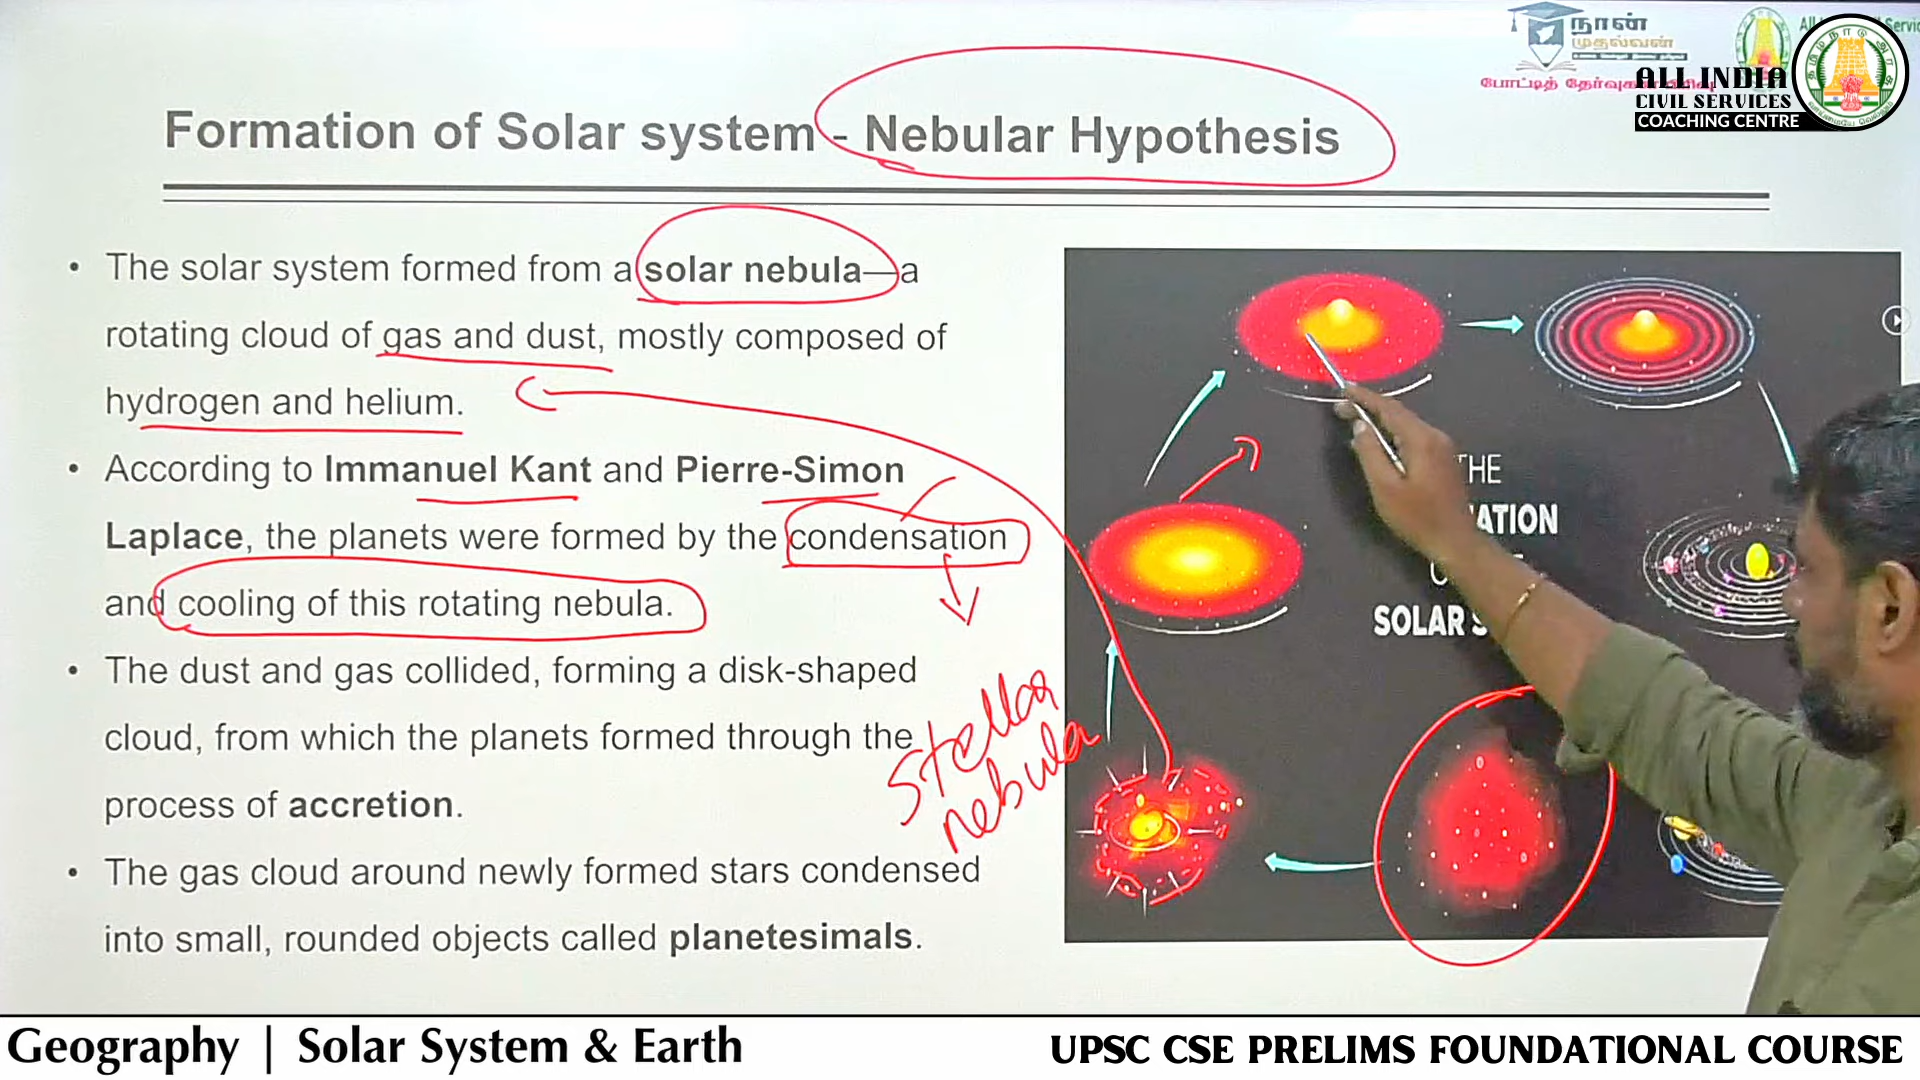 நான்
முதல்வன்
ALL INDIA
CIVIL SERVICES
COACHING CENTRE
Formation of Solar system - Nebular Hypothesis
• The solar system formed from a solar nebula—a
rotating cloud of gas and dust, mostly composed of
hydrogen and helium.
• According to Immanuel Kant and Pierre-Simon
Laplace, the planets were formed by the condensation
and cooling of this rotating nebula.
• The dust and gas collided, forming a disk-shaped
cloud, from which the planets formed through the
process of accretion.
• The gas cloud around newly formed stars condensed
into small, rounded objects called planetesimals.
stellar
nebula
THE
SOLAR
Geography | Solar System & Earth
UPSC CSE PRELIMS FOUNDATIONAL COURSE